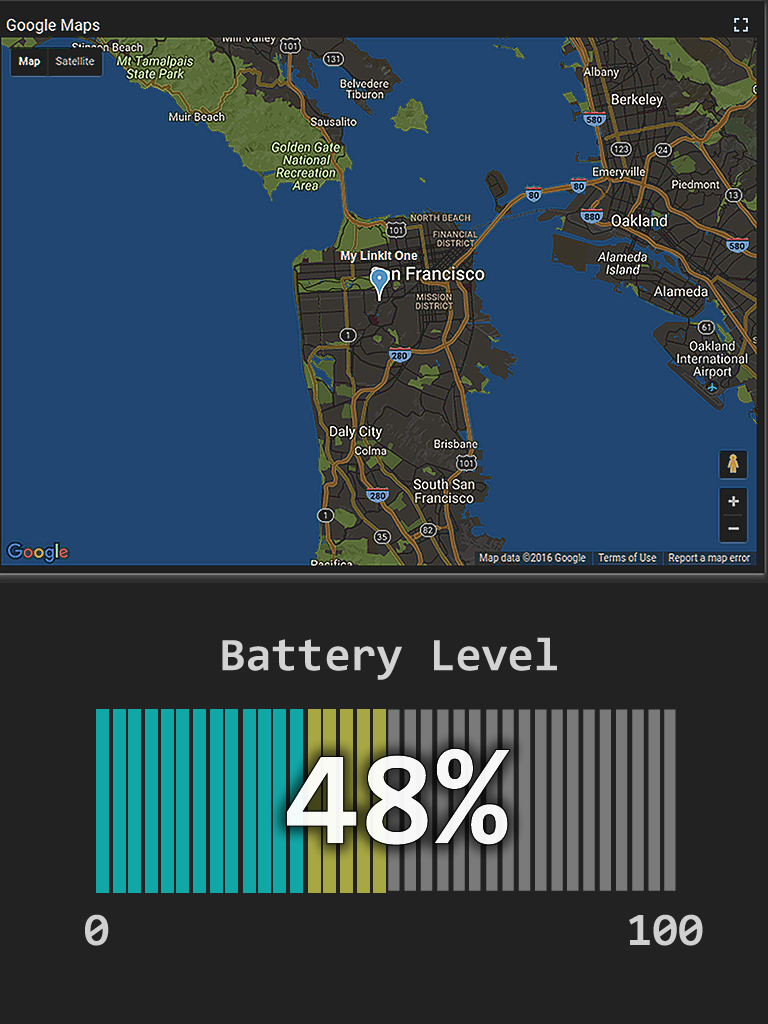 Google Maps
Mill Valley
Stinson Beach
101
131
Map
Satellite
Mt Tamalpais
State Park
Belvedere
Tiburon
Albany
Berkeley
Muir Beach
Sausalito
580
Golden Gate
National
Recreation
Area
123
24
Emeryville
80
80
Piedmont
13
880
Oakland
NORTH BEACH
101
FINANCIAL
DISTRICT
580
My LinkIt One
Alameda
Island
San Francisco
MISSION
DISTRICT
Alameda
1
61
280
Oakland
International
Airport
Daly City
Colma
Brisbane
101
South San
Francisco
280
1
82
35
+
−
Google
Pacifica
Map data ©2016 Google
Terms of Use
Report a map error
Battery Level
48%
0
100